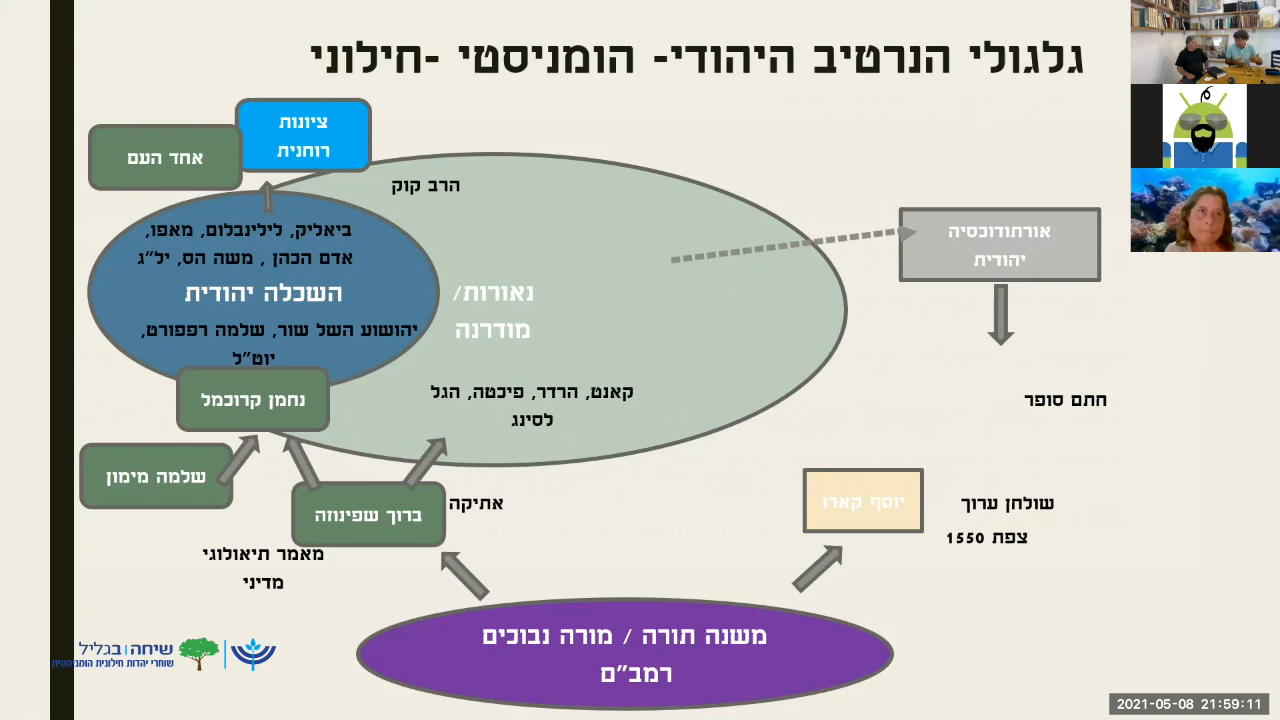 גלגולי הנרטיב היהודי- הומניסטי -חילוני
ציונות
רוחנית
אחד העם
הרב קוק
ביאליק, לילינבלום, מאפו,
אדם הכהן , משה הס, יל"ג
השכלה יהודית
יהושוע השל שור, שלמה רפפורט,
יוט"ל
נאורות/
מודרנה
אורתודוכסיה
יהודית
קאנט, הרדר, פיכטה, הגל
לסינג
נחמן קרוכמל
חתם סופר
שלמה מימון
ברוך שפינוזה
אתיקה
מאמר תיאולוגי
מדיני
יוסף קארו
שולחן ערוך
צפת 1550
משנה תורה / מורה נבוכים
רמב"ם
שיחה בגליל
שוחרי יהדות חילונית הומניסטית
2021-05-08 21:59:11